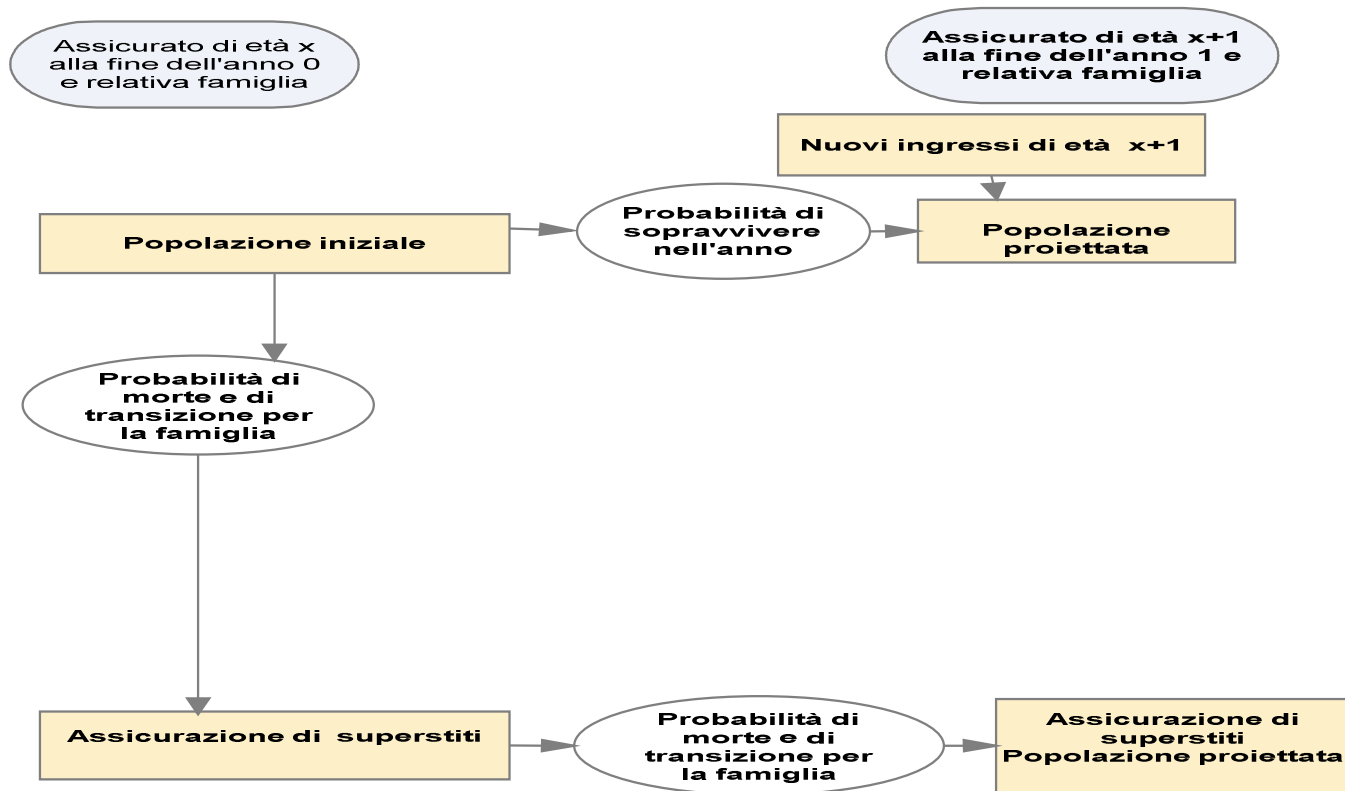 Assicurato di età x
alla fine dell'anno 0
e relativa famiglia
Assicurato di età x+1
alla fine dell'anno 1 e
relativa famiglia
Nuovi ingressi di età x+1
Popolazione iniziale
Probabilità di
sopravvivere
nell'anno
Popolazione
proiettata
Probabilità di
morte e di
transizione per
la famiglia
Assicurazione di superstiti
Probabilità di
morte e di
transizione per
la famiglia
Assicurazione di
superstiti
Popolazione proiettata